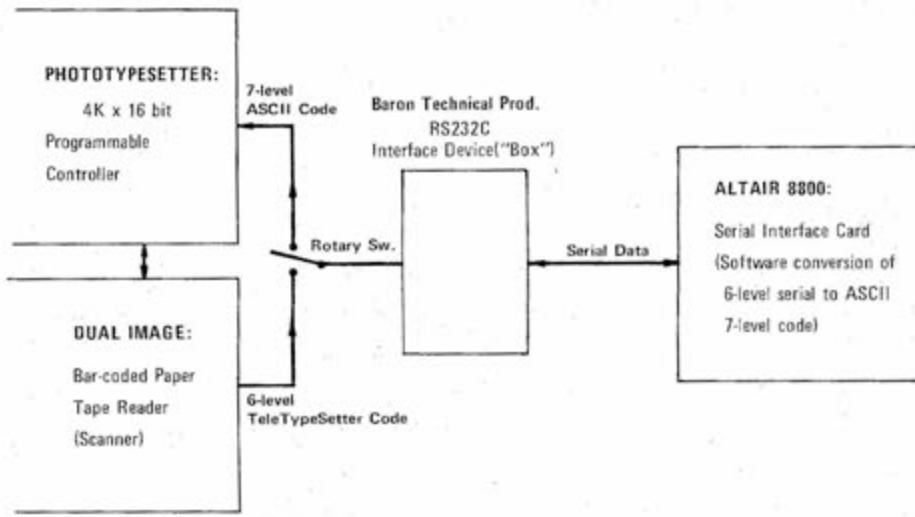 PHOTOTYPESETTER:
4K x 16 bit
Programmable
Controller
7-level
ASCII Code
Baron Technical Prod.
RS232C
Interface Device("Box")
Rotary Sw.
Serial Data
ALTAIR 8800:
Serial Interface Card
(Software conversion of
6-level serial to ASCII
7-level code)
DUAL IMAGE:
Bar-coded Paper
Tape Reader
(Scanner)
6-level
TeleTypeSetter Code